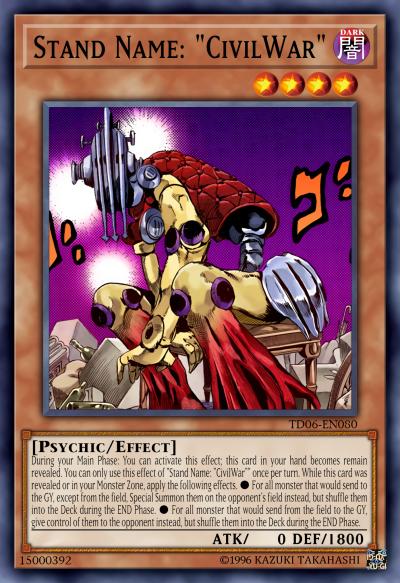 Stand Name: "CivilWar"
DARK
闇
ゴ
ゴ
TD06-EN080
[Psychic/Effect]
During your Main Phase: You can activate this effect; this card in your hand becomes remain
revealed. You can only use this effect of "Stand Name: "CivilWar"" once per turn. While this card was
revealed or in your Monster Zone, apply the following effects. ● For all monster that would send to
the GY, except from the field, Special Summon them on the opponent's field instead, but shuffle them
into the Deck during the END Phase. ● For all monster that would send from the field to the GY,
give control of them to the opponent instead, but shuffle them into the Deck during the END Phase.
ATK/ 0 DEF/1800
15000392
©1996 KAZUKI TAKAHASHI